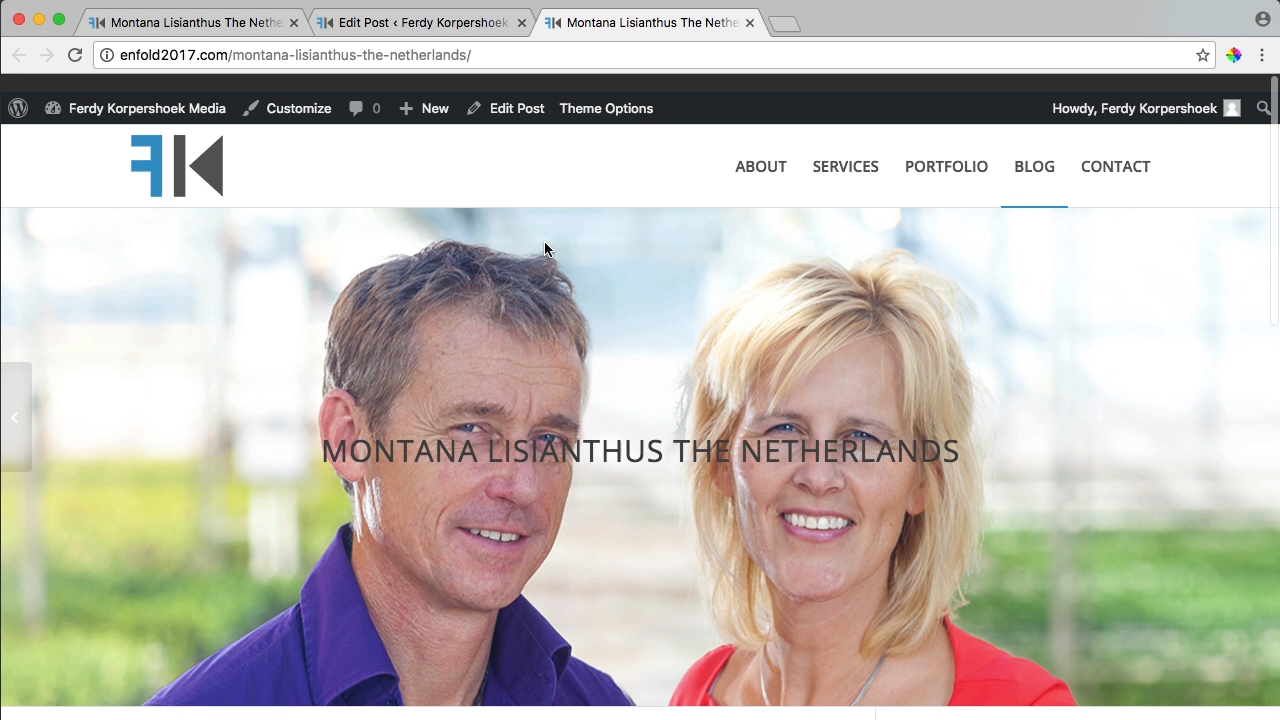 Montana Lisianthus The Nethe
Edit Post ‹ Ferdy Korpershoek
Montana Lisianthus The Nethe
enfold2017.com/montana-lisianthus-the-netherlands/
Ferdy Korpershoek Media Customize 0 New Edit Post Theme Options Howdy, Ferdy Korpershoek
FK
ABOUT SERVICES PORTFOLIO BLOG CONTACT
MONTANA LISIANTHUS THE NETHERLANDS